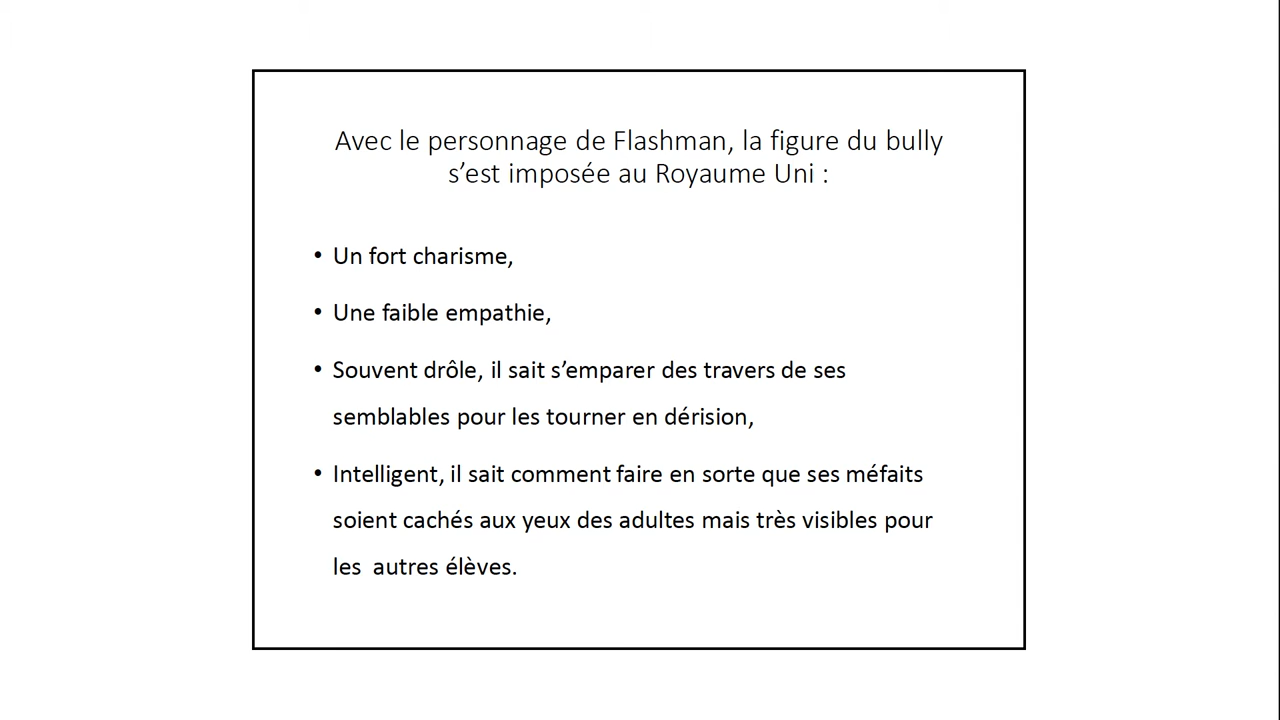 Avec le personnage de Flashman, la figure du bully
s’est imposée au Royaume Uni :
• Un fort charisme,
• Une faible empathie,
• Souvent drôle, il sait s’emparer des travers de ses
semblables pour les tourner en dérision,
• Intelligent, il sait comment faire en sorte que ses méfaits
soient cachés aux yeux des adultes mais très visibles pour
les autres élèves.